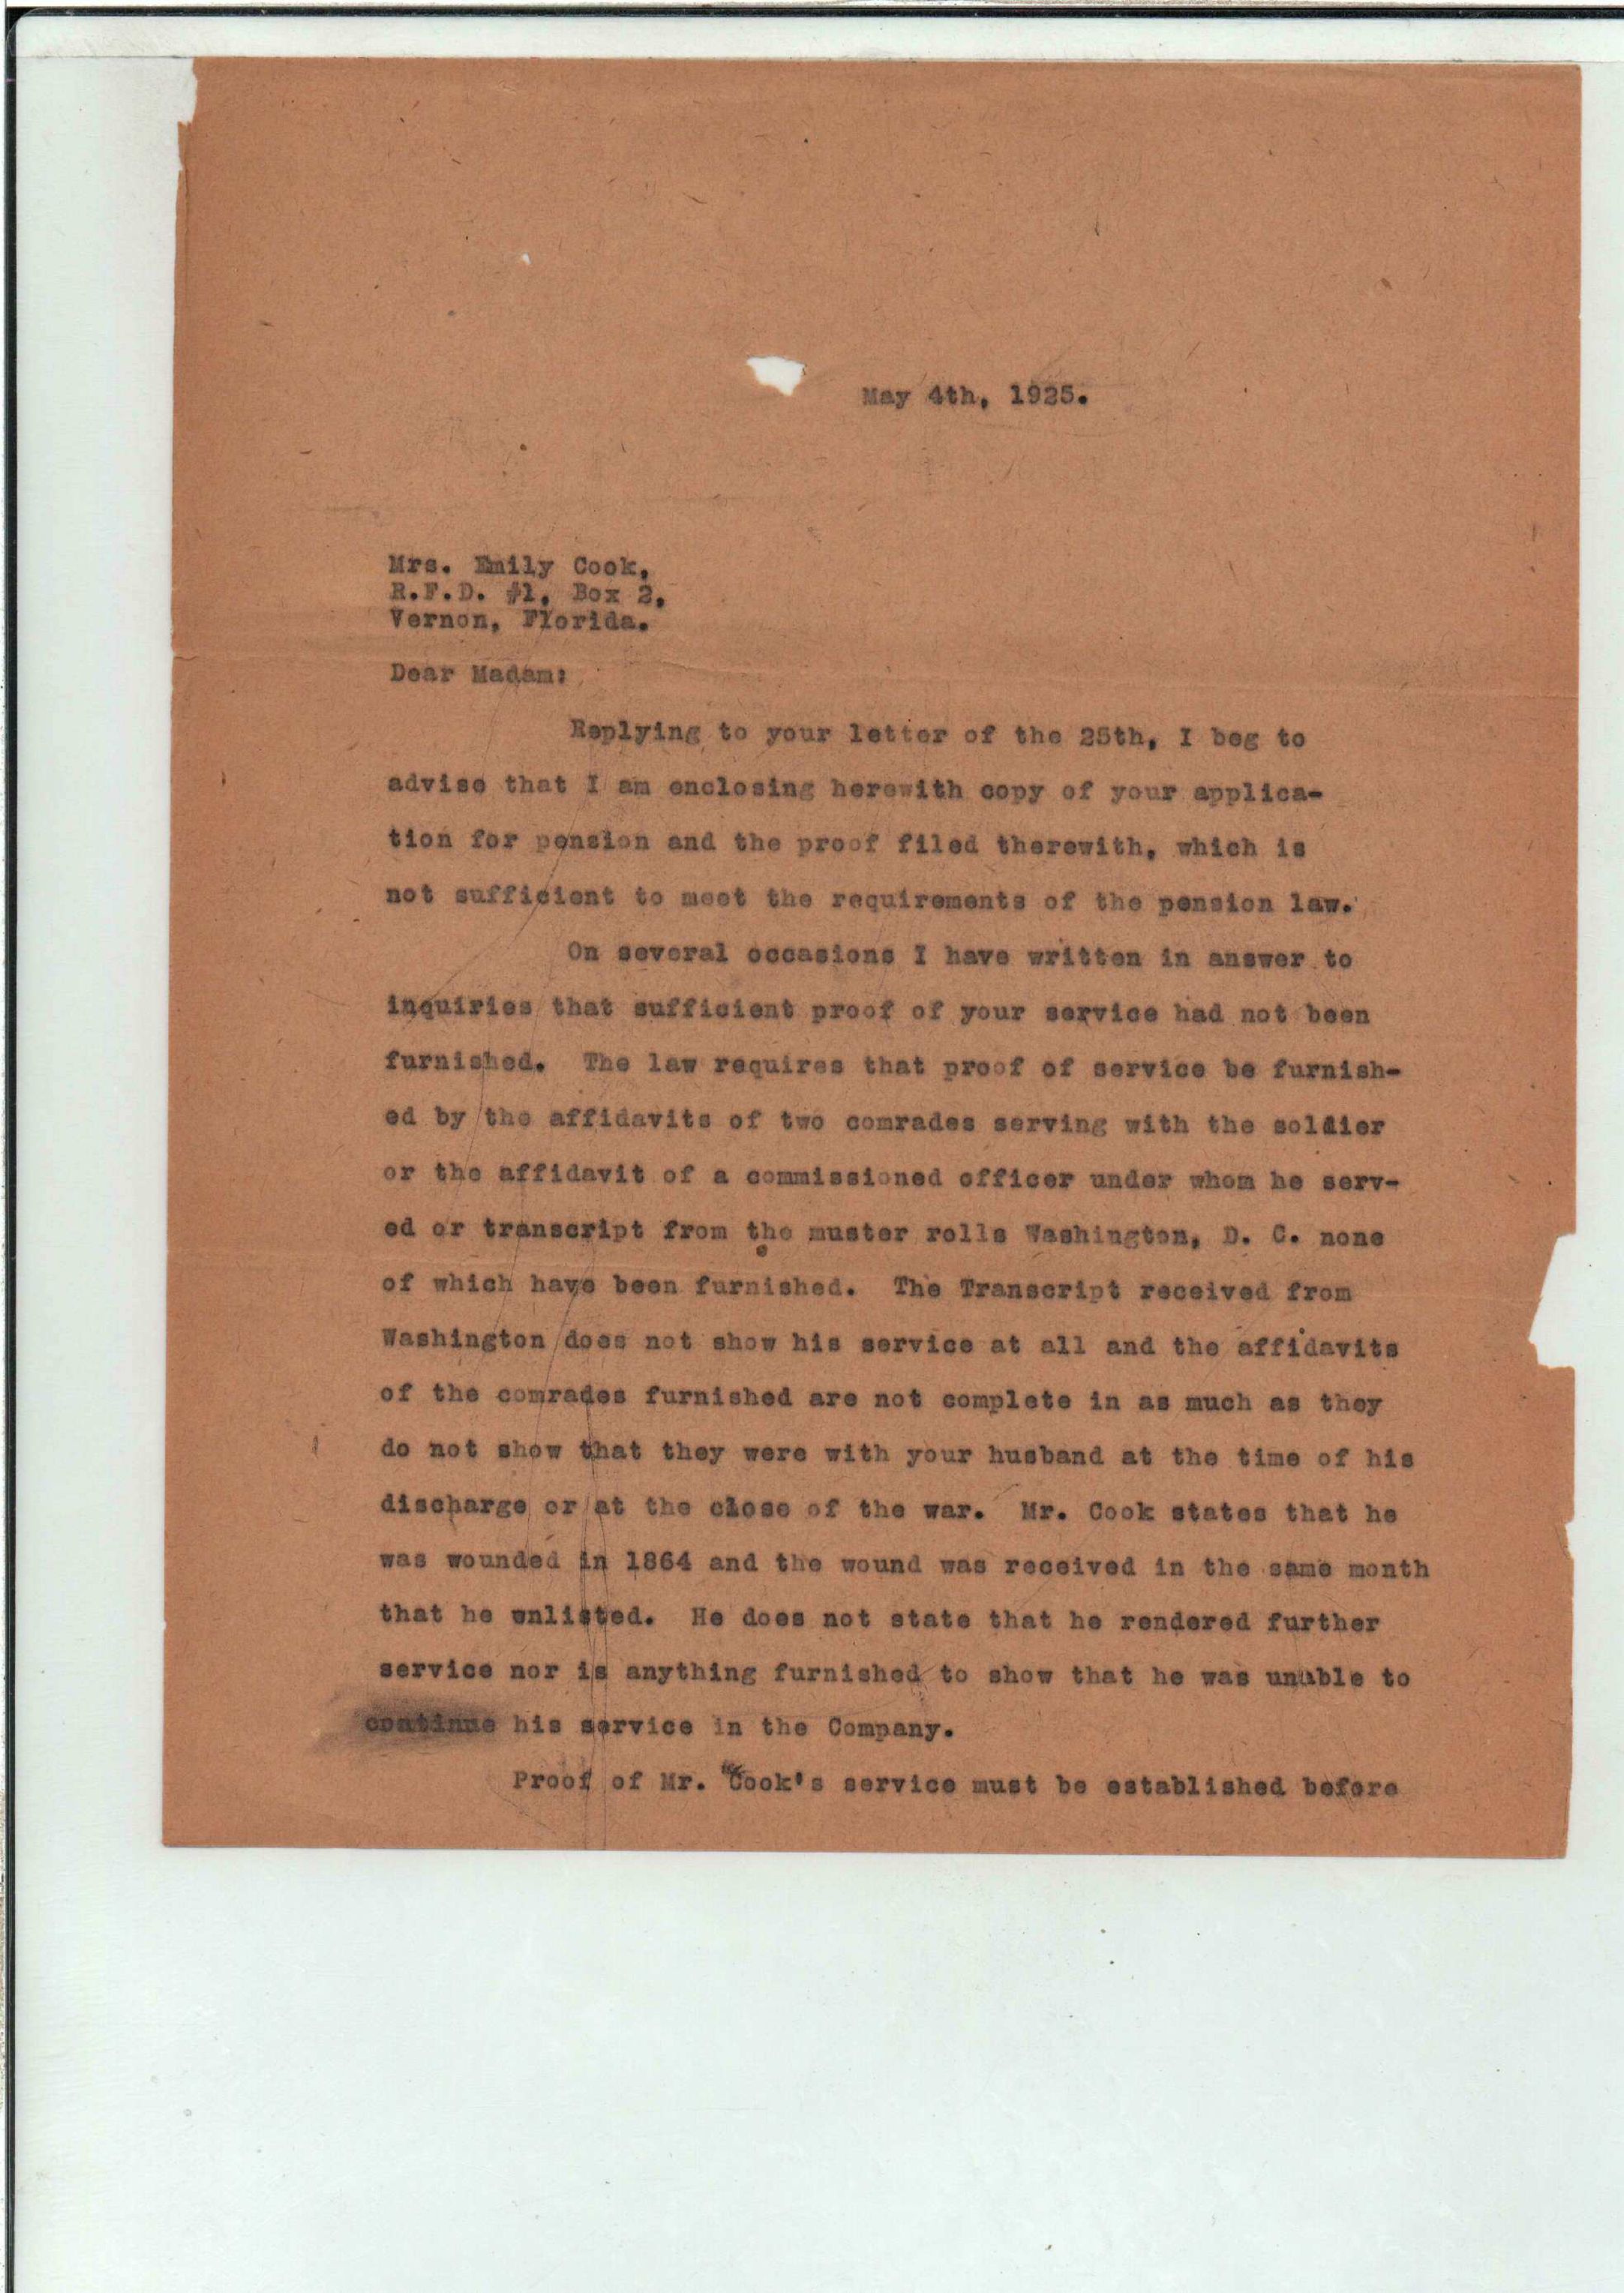 May 4th, 1925.
Mrs. Emily Cook,
R.F.D. #1, Box 2,
Vernon, Florida.
Dear Madam:
Replying to your letter of the 25th, I beg to
advise that I am enclosing herewith copy of your applica-
tion for pension and the proof filed therewith, which is
not sufficient to meet the requirements of the pension law.
On several occasions I have written in answer to
inquiries that sufficient proof of your service had not been
furnished. The law requires that proof of service be furnish-
ed by the affidavits of two comrades serving with the soldier
or the affidavit of a commissioned officer under whom he serv-
ed or transcript from the muster rolls Washington, D. C. none
of which have been furnished. The Transcript received from
Washington does not show his service at all and the affidavits
of the comrades furnished are not complete in as much as they
do not show that they were with your husband at the time of his
discharge or at the close of the war. Mr. Cook states that he
was wounded in 1864 and the wound was received in the same month
that he enlisted. He does not state that he rendered further
service nor is anything furnished to show that he was unable to
continue his service in the Company.
Proof of Mr. Cook's service must be established before